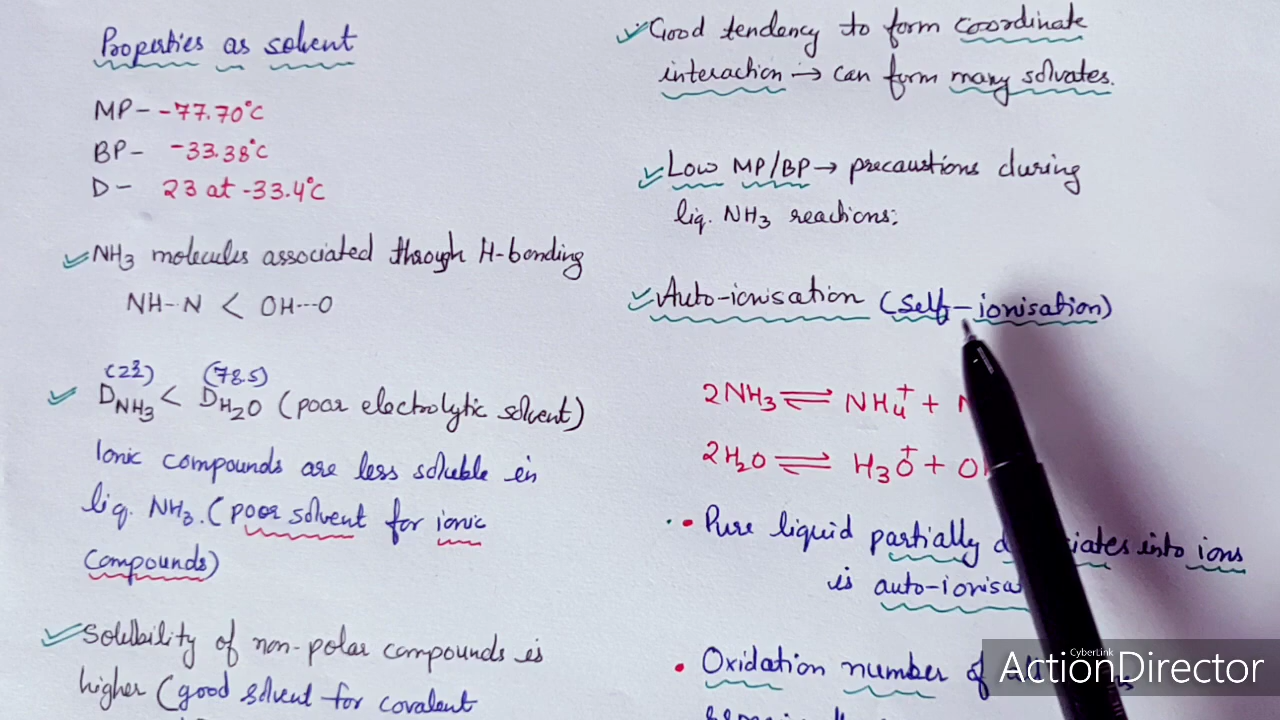 Properties as solvent
MP- -77.70°C
BP- -33.38°C
D- 23 at -33.4°C
NH3 molecules associated through H-bonding
NH--N < OH---O
(23) (78.5)
DNH3 < DH2O (poor electrolytic solvent)
Ionic compounds are less soluble in
liq. NH3. (poor solvent for ionic
compounds)
Solubility of non-polar compounds is
higher (good solvent for covalent
Good tendency to form coordinate
interaction → can form many solvates.
Low MP/BP → precaustions during
liq. NH3 reactions:
Auto-ionisation (self-ionisation)
2NH3 ⇌ NH4+ +
2H2O ⇌ H3O+ +
• Pure liquid partially into ions
is
• Oxidation number of
CyberLink
ActionDirector